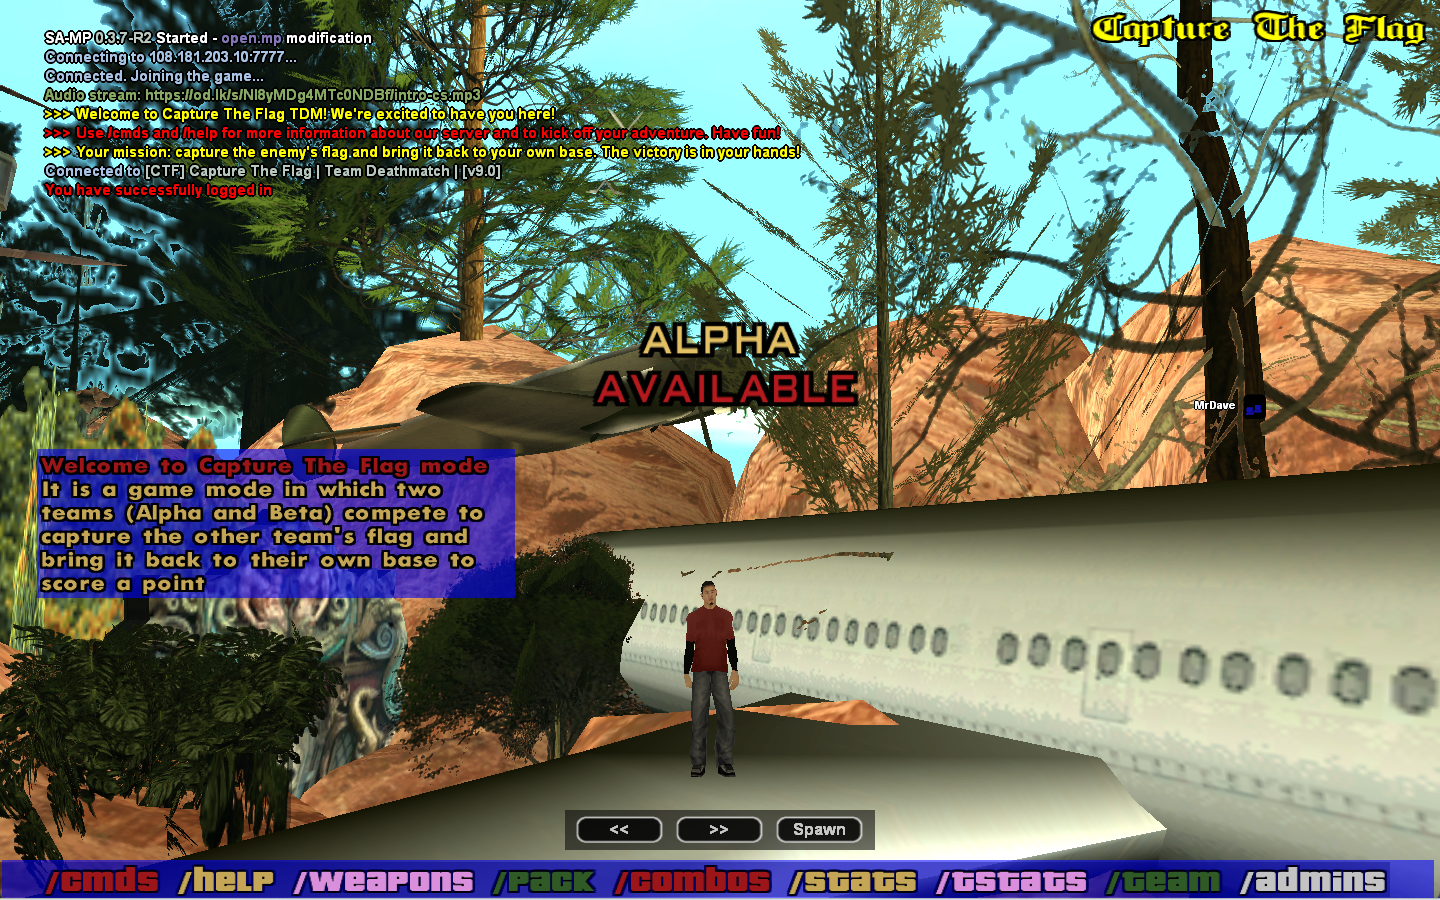 SA-MP 0.3.7-R2 Started - open.mp modification
Connecting to 108.181.203.10:7777...
Connected. Joining the game...
Audio stream: https://od.lk/s/NI8yMDg4MTc0NDBf/intro-cs.mp3
>>> Welcome to Capture The Flag TDM! We're excited to have you here!
>>> Use /cmds and /help for more information about our server and to kick off your adventure. Have fun!
>>> Your mission: capture the enemy's flag and bring it back to your own base. The victory is in your hands!
Connected to [CTF] Capture The Flag | Team Deathmatch | [v9.0]
You have successfully logged in
Capture The Flag
ALPHA
AVAILABLE
MrDave
Welcome to Capture The Flag mode
It is a game mode in which two
teams (Alpha and Beta) compete to
capture the other team's flag and
bring it back to their own base to
score a point
<< >> Spawn
/cmds /help /weapons /pack /combos /stats /tstats /team /admins